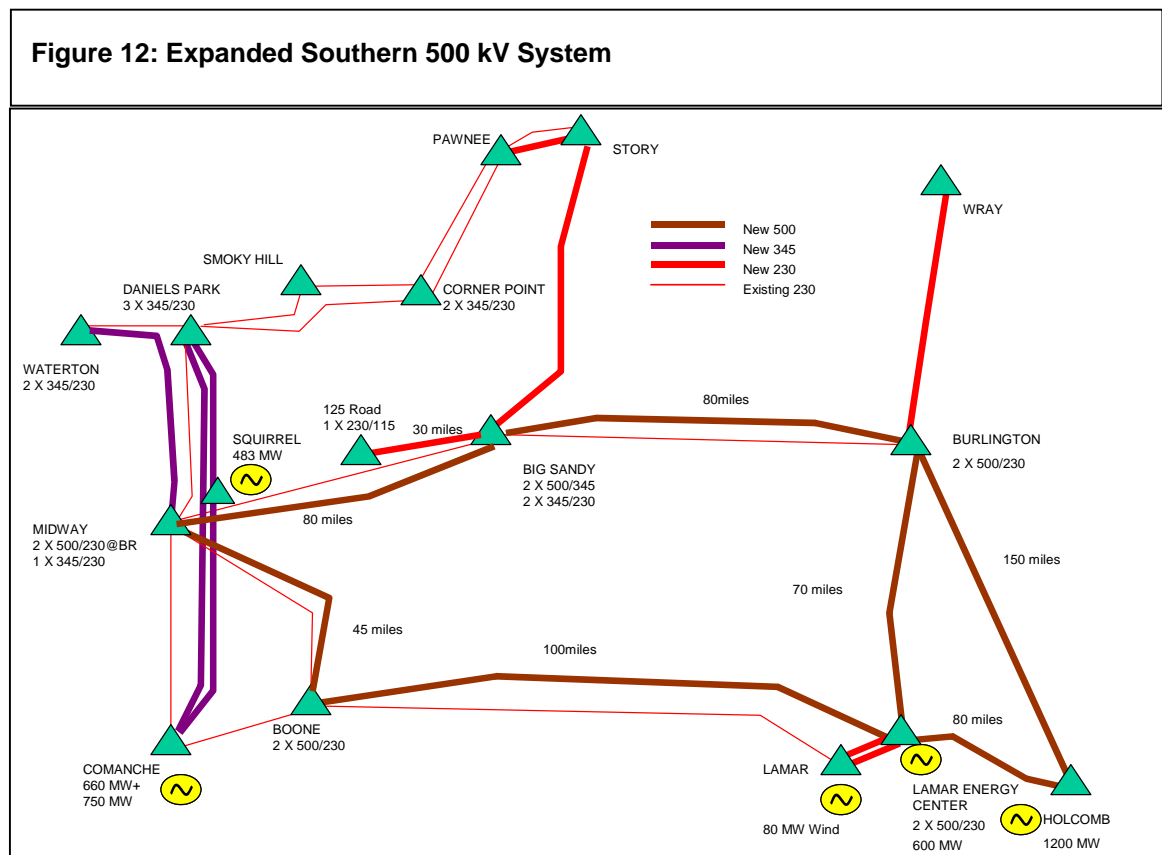 Figure 12: Expanded Southern 500 kV System
PAWNEE
STORY
WRAY
New 500
New 345
New 230
Existing 230
SMOKY HILL
DANIELS PARK
3 X 345/230
CORNER POINT
2 X 345/230
WATERTON
2 X 345/230
125 Road
1 X 230/115
30 miles
80miles
SQUIRREL
483 MW
BIG SANDY
2 X 500/345
2 X 345/230
BURLINGTON
2 X 500/230
80 miles
MIDWAY
2 X 500/230@BR
1 X 345/230
150 miles
70 miles
45 miles
100miles
BOONE
2 X 500/230
80 miles
COMANCHE
660 MW+
750 MW
LAMAR
80 MW Wind
LAMAR ENERGY
CENTER
2 X 500/230
600 MW
HOLCOMB
1200 MW